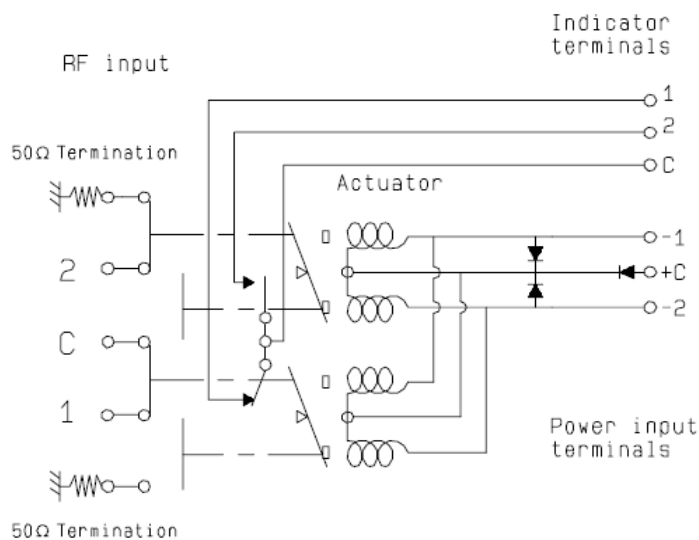 Indicator
terminals
RF input
1
2
50Ω Termination
C
Actuator
-1
2
+C
-2
C
1
Power input
terminals
50Ω Termination